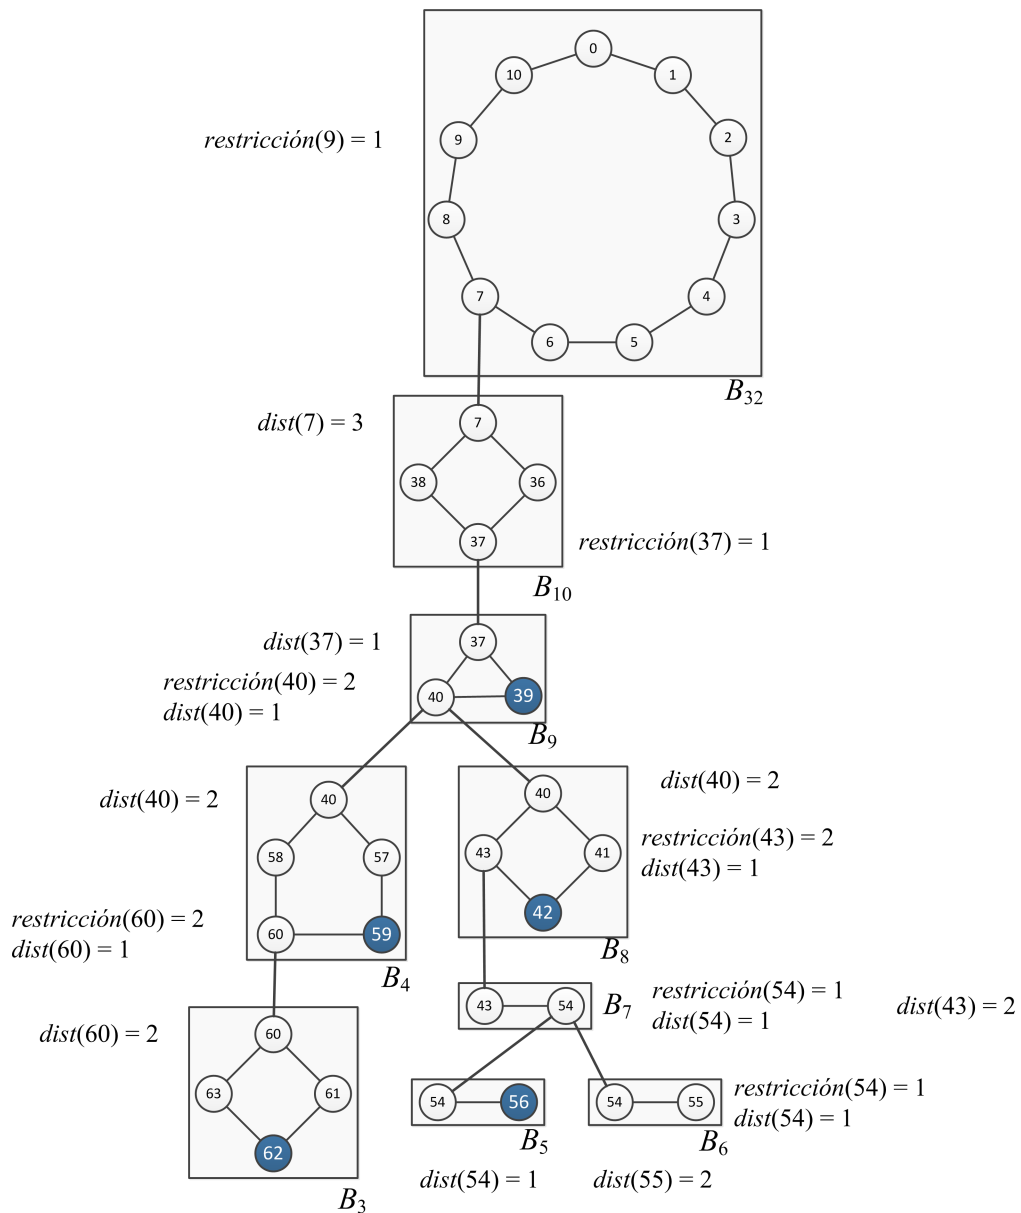 0
10
1
restricción(9) = 1
9
2
8
3
7
4
6
5
B32
dist(7) = 3
7
38
36
37
restricción(37) = 1
B10
dist(37) = 1
37
restricción(40) = 2
dist(40) = 1
40
39
B9
dist(40) = 2
40
58
57
restricción(60) = 2
dist(60) = 1
60
59
B4
dist(40) = 2
40
restricción(43) = 2
dist(43) = 1
43
41
42
B8
43
54
B7
restricción(54) = 1
dist(54) = 1
dist(43) = 2
dist(60) = 2
60
63
61
62
B3
54
56
B5
dist(54) = 1
54
55
B6
restricción(54) = 1
dist(54) = 1
dist(55) = 2